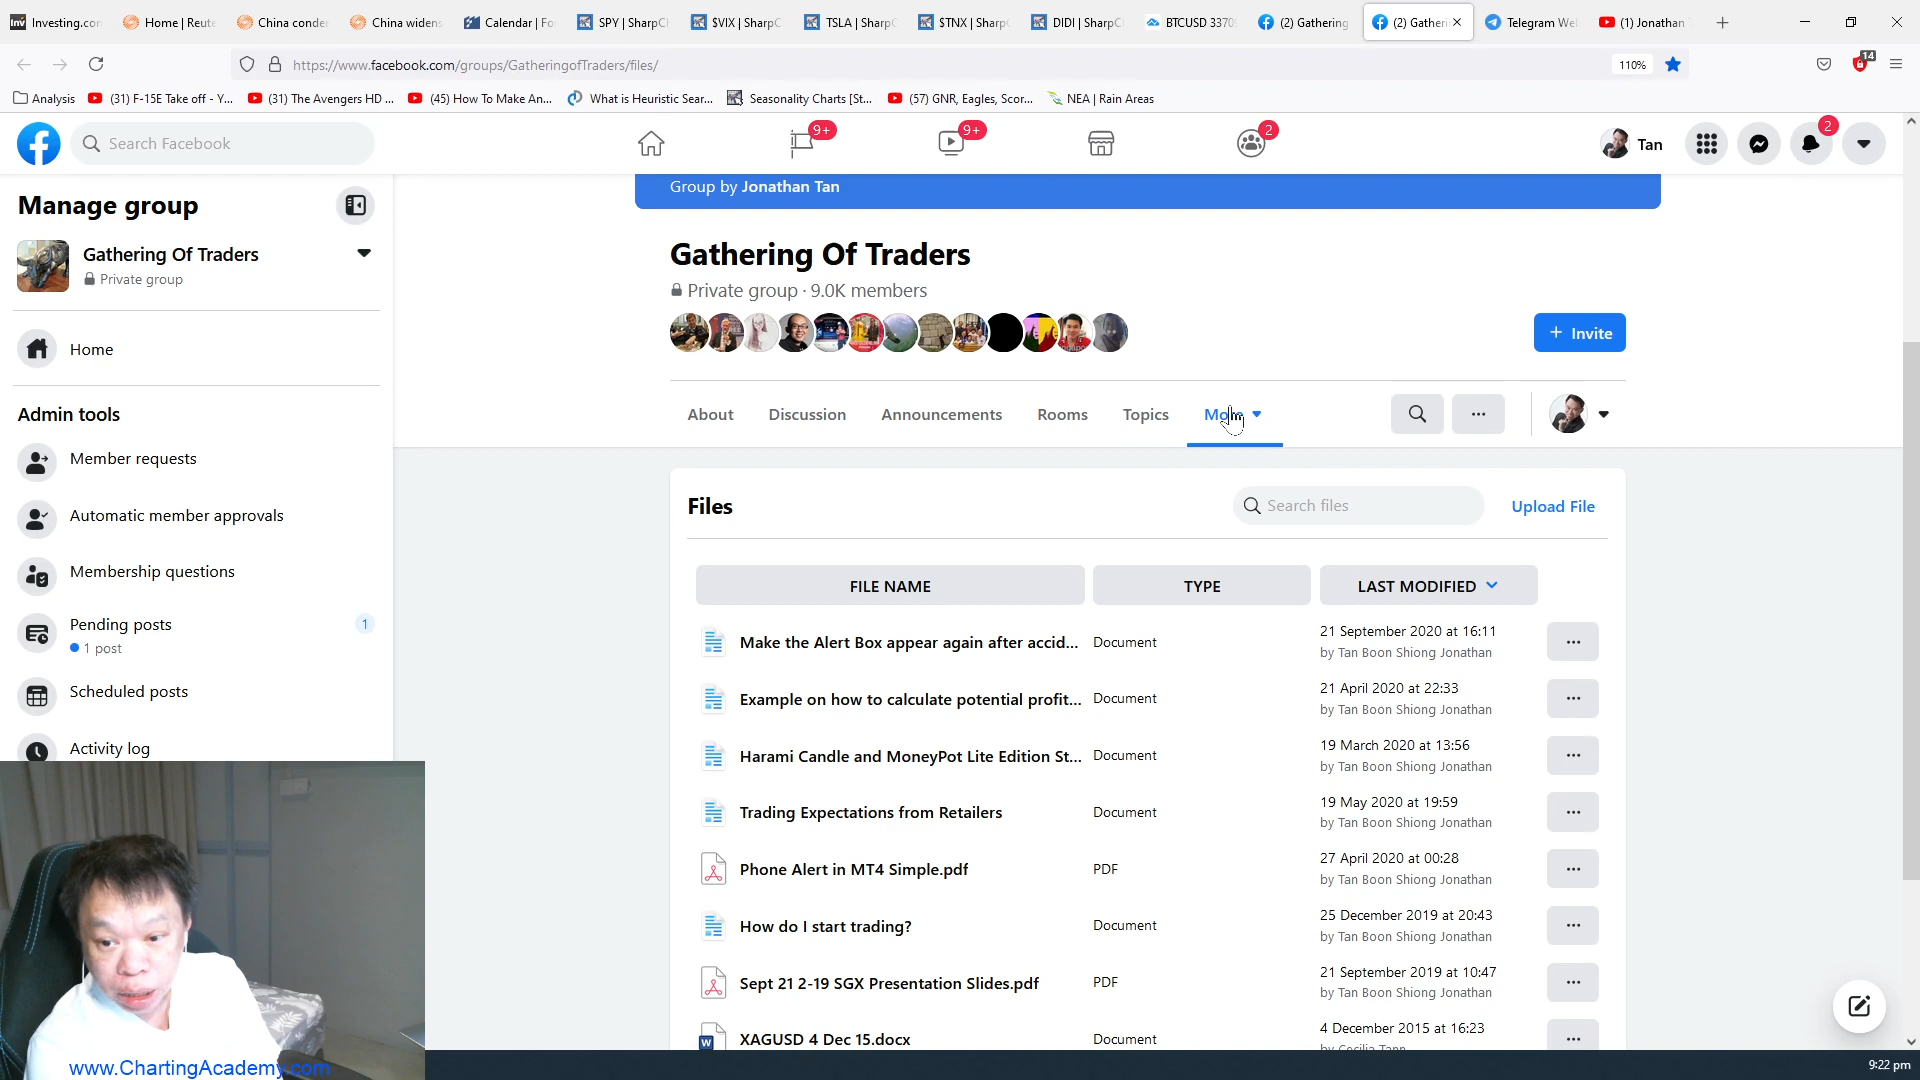 Investing.con
Home | Reute
China conder
China widens
Calendar | Fo
SPY | SharpCh
$VIX | SharpC
TSLA | SharpC
$TNX | SharpC
DIDI | SharpCh
BTCUSD 3370
(2) Gathering
(2) Gatheri
Telegram We
(1) Jonathan
https://www.facebook.com/groups/GatheringofTraders/files/
110%
14
Analysis
(31) F-15E Take off - Y...
(31) The Avengers HD ...
(45) How To Make An...
What is Heuristic Sear...
Seasonality Charts [St...
(57) GNR, Eagles, Scor...
NEA | Rain Areas
Search Facebook
9+
9+
2
Tan
2
Manage group
Gathering Of Traders
Private group
Home
Admin tools
Member requests
Automatic member approvals
Membership questions
Pending posts
1
1 post
Scheduled posts
Activity log
Group by Jonathan Tan
Gathering Of Traders
Private group · 9.0K members
+ Invite
About
Discussion
Announcements
Rooms
Topics
More
Files
Search files
Upload File
FILE NAME
TYPE
LAST MODIFIED
Make the Alert Box appear again after accid...
Document
21 September 2020 at 16:11
by Tan Boon Shiong Jonathan
Example on how to calculate potential profit...
Document
21 April 2020 at 22:33
by Tan Boon Shiong Jonathan
Harami Candle and MoneyPot Lite Edition St...
Document
19 March 2020 at 13:56
by Tan Boon Shiong Jonathan
Trading Expectations from Retailers
Document
19 May 2020 at 19:59
by Tan Boon Shiong Jonathan
Phone Alert in MT4 Simple.pdf
PDF
27 April 2020 at 00:28
by Tan Boon Shiong Jonathan
How do I start trading?
Document
25 December 2019 at 20:43
by Tan Boon Shiong Jonathan
Sept 21 2-19 SGX Presentation Slides.pdf
PDF
21 September 2019 at 10:47
by Tan Boon Shiong Jonathan
XAGUSD 4 Dec 15.docx
Document
4 December 2015 at 16:23
by Cecilia Tann
www.ChartingAcademy.com
9:22 pm